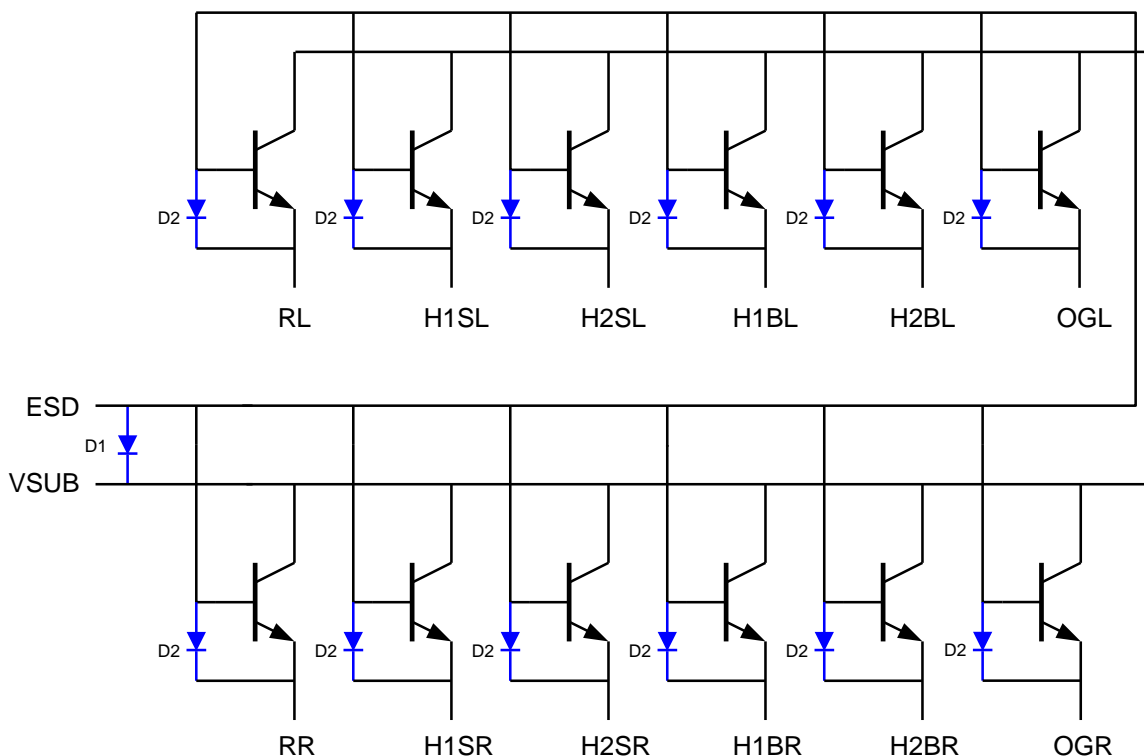 D2 D2 D2 D2 D2 D2
RL H1SL H2SL H1BL H2BL OGL
ESD
D1
VSUB
D2 D2 D2 D2 D2 D2
RR H1SR H2SR H1BR H2BR OGR